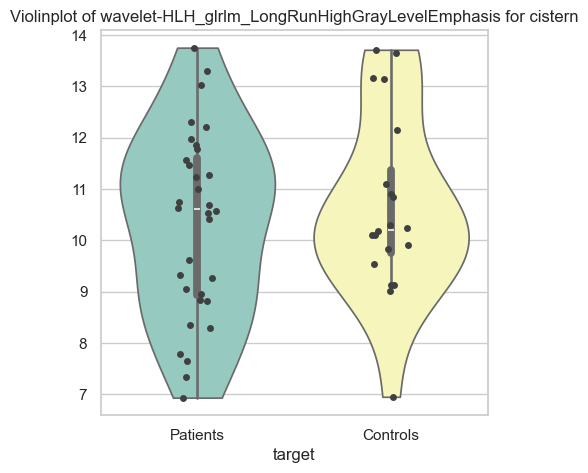 Violinplot of wavelet-HLH_glrlm_LongRunHighGrayLevelEmphasis for cistern
14
13
12
11
10
9
8
7
Patients Controls
target